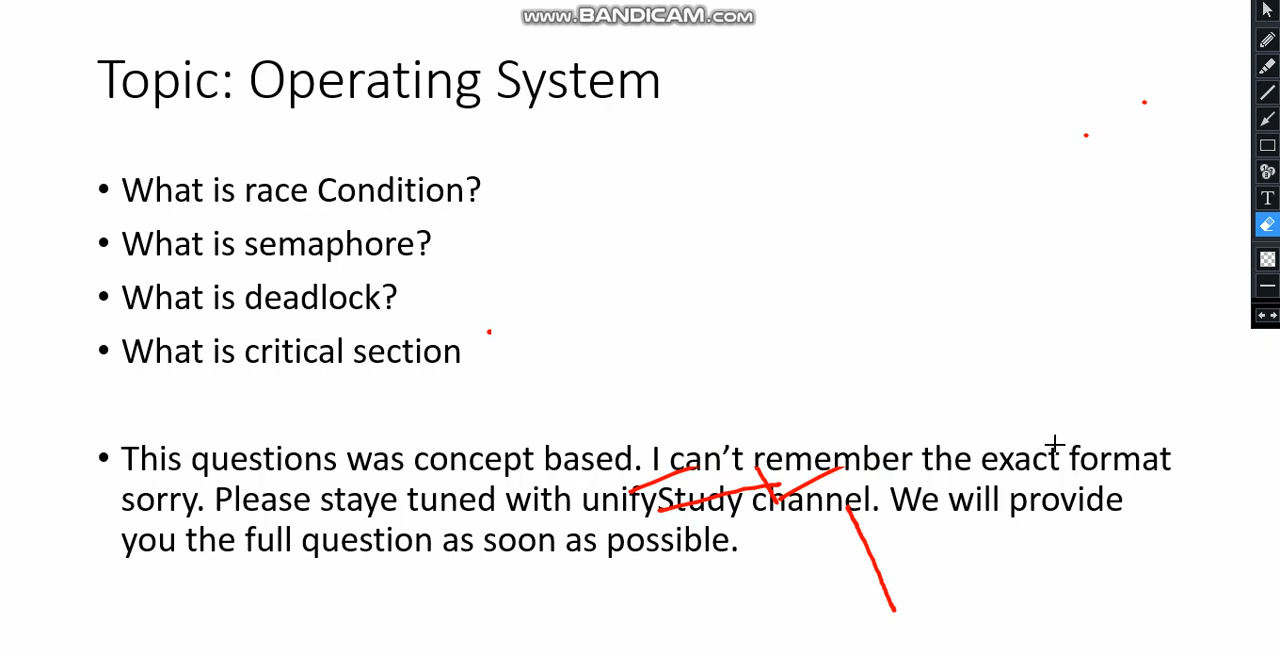 www.BANDICAM.com
Topic: Operating System
• What is race Condition?
• What is semaphore?
• What is deadlock?
• What is critical section
• This questions was concept based. I can’t remember the exact format
sorry. Please staye tuned with unifyStudy channel. We will provide
you the full question as soon as possible.
T